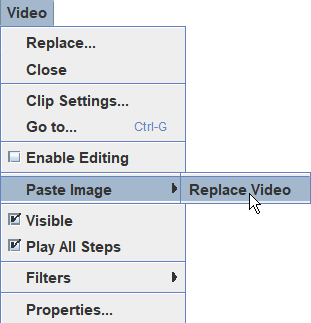 Video
Replace...
Close
Clip Settings...
Go to... Ctrl-G
Enable Editing
Paste Image Replace Video
Visible
Play All Steps
Filters
Properties...